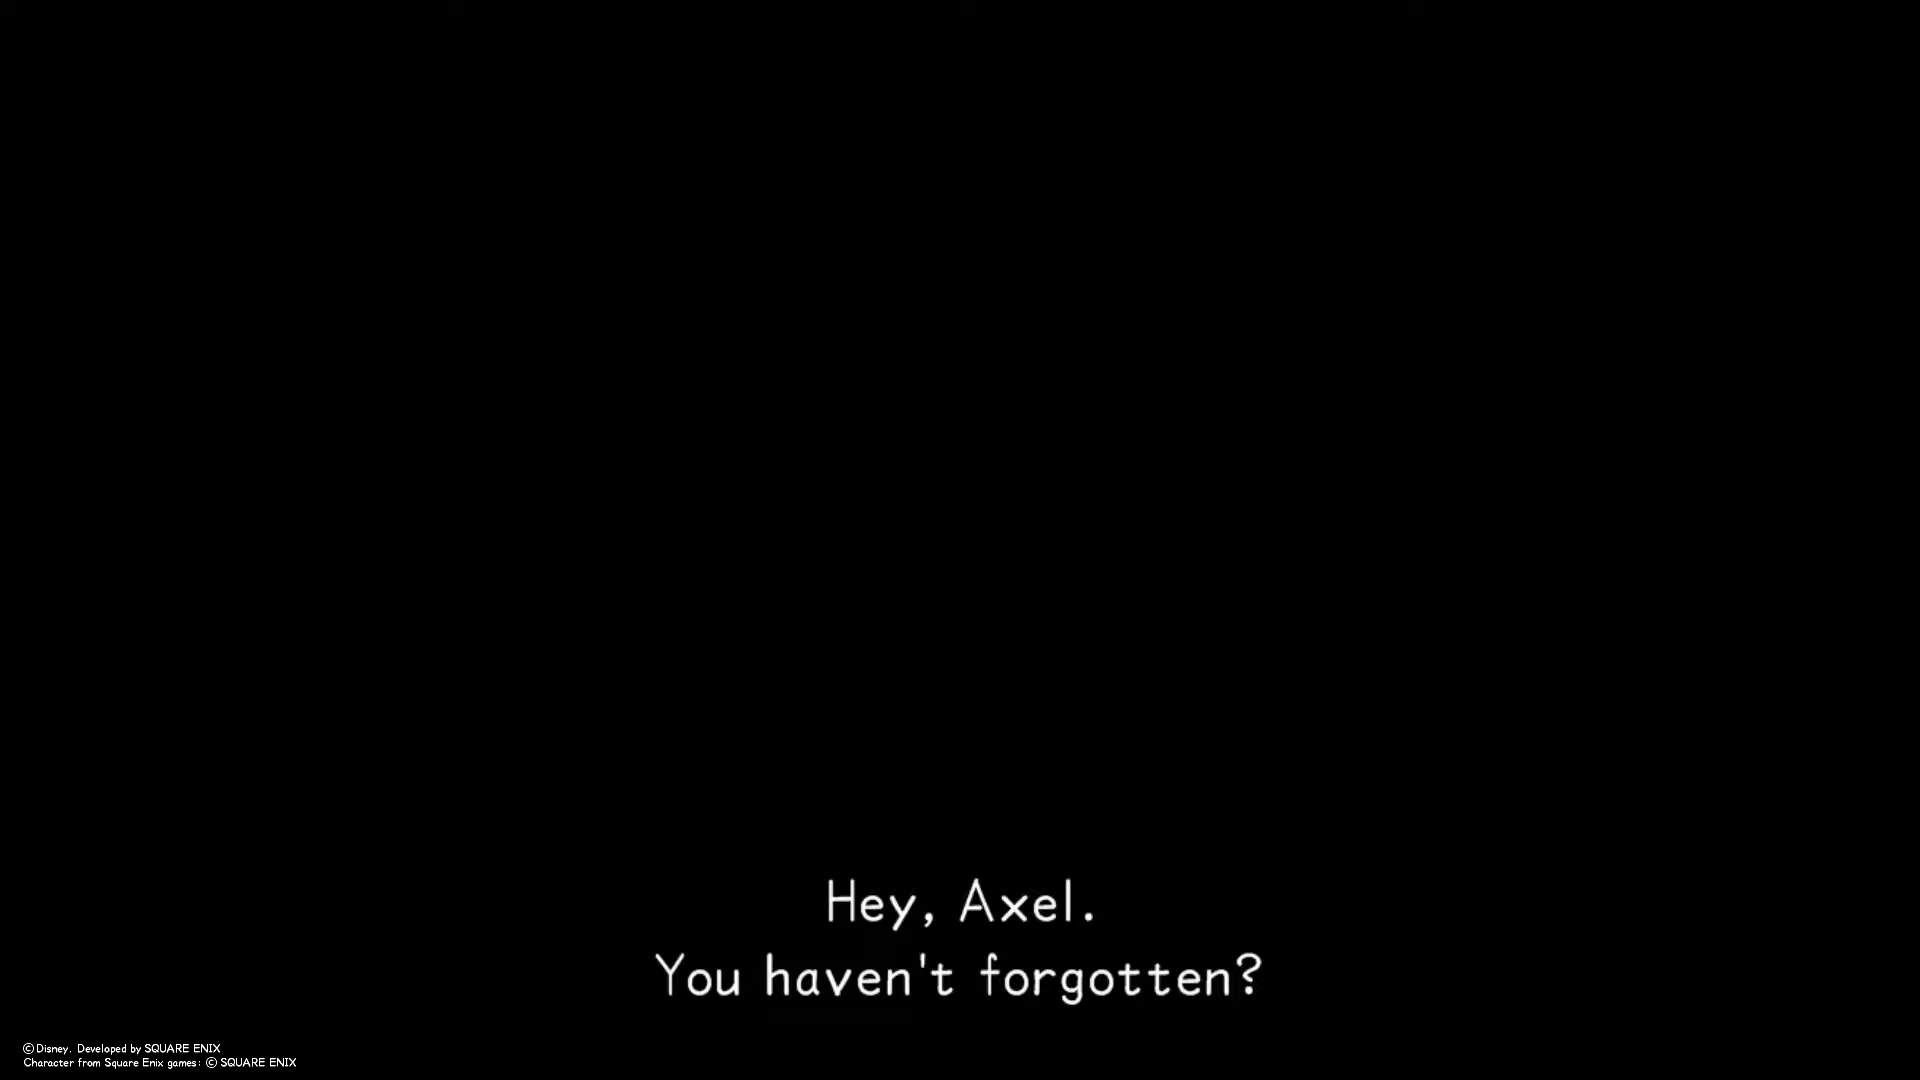 Hey, Axel.
You haven't forgotten?
©Disney. Developed by SQUARE ENIX
Character from Square Enix games: © SQUARE ENIX